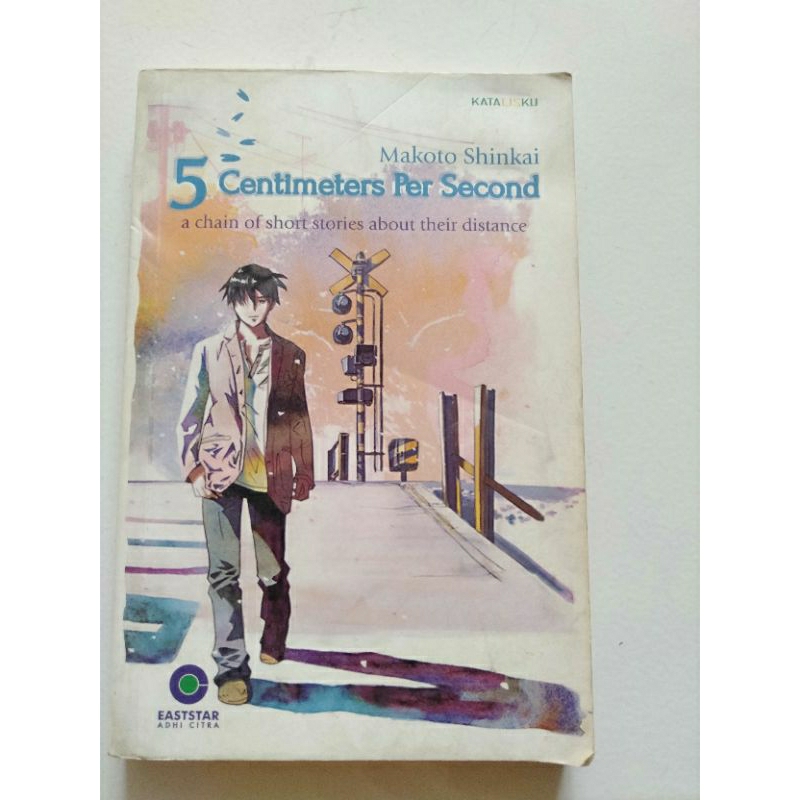 KATALISKU
Makoto Shinkai
5 Centimeters Per Second
a chain of short stories about their distance
EASTSTAR
ADHI CITRA